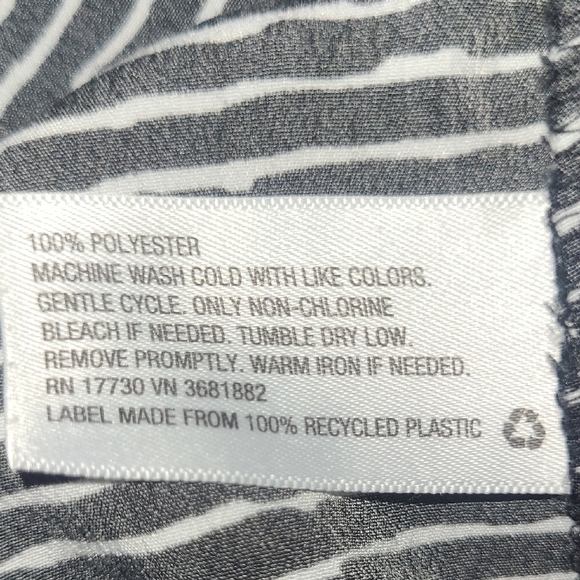 100% POLYESTER
MACHINE WASH COLD WITH LIKE COLORS.
GENTLE CYCLE. ONLY NON-CHLORINE
BLEACH IF NEEDED. TUMBLE DRY LOW.
REMOVE PROMPTLY. WARM IRON IF NEEDED.
RN 17730 VN 3681882
LABEL MADE FROM 100% RECYCLED PLASTIC